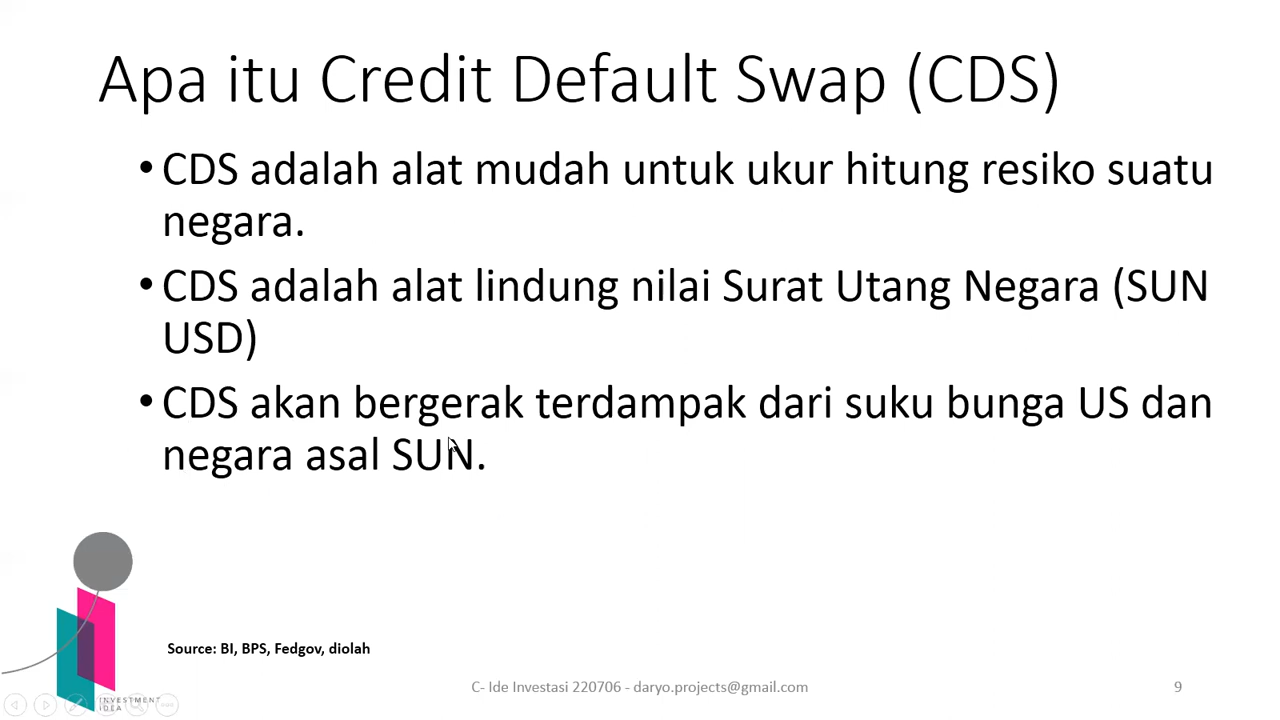 Apa itu Credit Default Swap (CDS)
•CDS adalah alat mudah untuk ukur hitung resiko suatu
negara.
•CDS adalah alat lindung nilai Surat Utang Negara (SUN
USD)
•CDS akan bergerak terdampak dari suku bunga US dan
negara asal SUN.
Source: BI, BPS, Fedgov, diolah
C- Ide Investasi 220706 - daryo.projects@gmail.com
9
INVESTMENT
IDEA